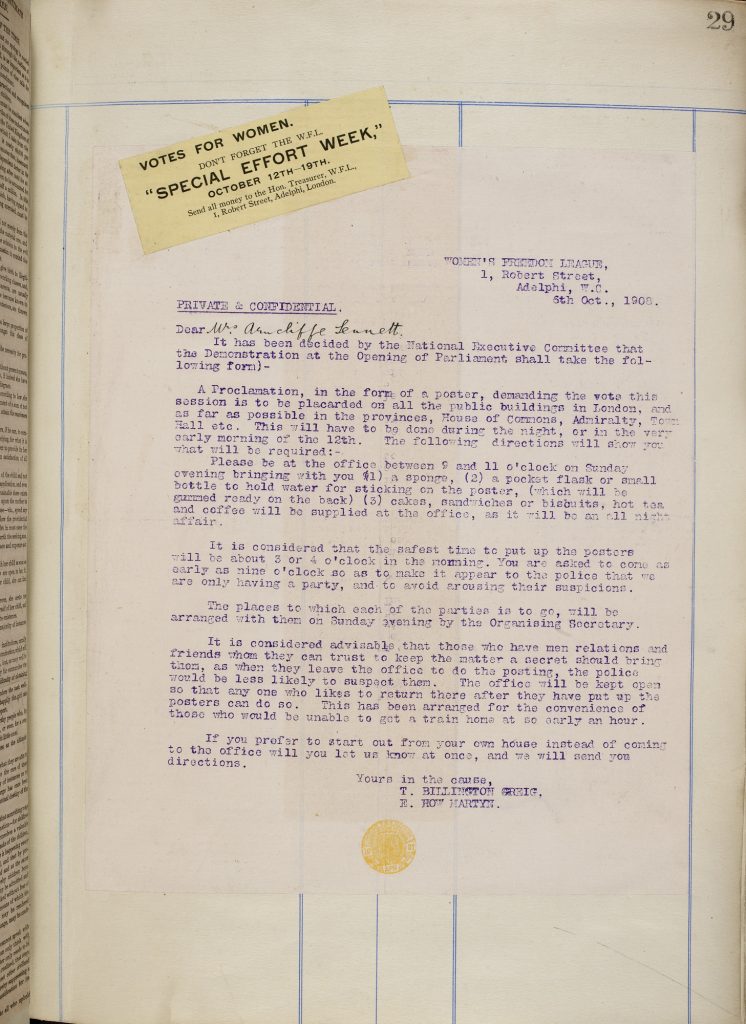 29
VOTES FOR WOMEN.
DON'T FORGET THE W.F.L.
"SPECIAL EFFORT WEEK,"
OCTOBER 12TH—19TH.
Send all money to the Hon. Treasurer, W.F.L.,
1, Robert Street, Adelphi, London.
WOMEN'S FREEDOM LEAGUE,
1, Robert Street,
Adelphi, W.C.
6th Oct., 1908.
PRIVATE & CONFIDENTIAL.
Dear Mrs Arncliffe Sennett.
It has been decided by the National Executive Committee that
the Demonstration at the Opening of Parliament shall take the fol-
lowing form)-
A Proclamation, in the form of a poster, demanding the vote this
session is to be placarded on all the public buildings in London, and
as far as possible in the provinces, House of Commons, Admiralty, Town
Hall etc. This will have to be done during the night, or in the very
early morning of the 12th. The following directions will show you
what will be required:-
Please be at the office between 9 and 11 o'clock on Sunday
evening bringing with you (1) a sponge, (2) a pocket flask or small
bottle to hold water for sticking on the poster, (which will be
gummed ready on the back) (3) cakes, sandwiches or biscuits, hot tea
and coffee will be supplied at the office, as it will be an all night
affair.
It is considered that the safest time to put up the posters
will be about 3 or 4 o'clock in the morning. You are asked to come as
early as nine o'clock so as to make it appear to the police that we
are only having a party, and to avoid arousing their suspicions.
The places to which each of the parties is to go, will be
arranged with them on Sunday evening by the Organising Secretary.
It is considered advisable that those who have men relations and
friends whom they can trust to keep the matter a secret should bring
them, as when they leave the office to do the posting, the police
would be less likely to suspect them. The office will be kept open
so that any one who likes to return there after they have put up the
posters can do so. This has been arranged for the convenience of
those who would be unable to get a train home at so early an hour.
If you prefer to start out from your own house instead of coming
to the office will you let us know at once, and we will send you
directions.
Yours in the cause,
T. BILLINGTON GREIG,
E. HOW MARTYN.